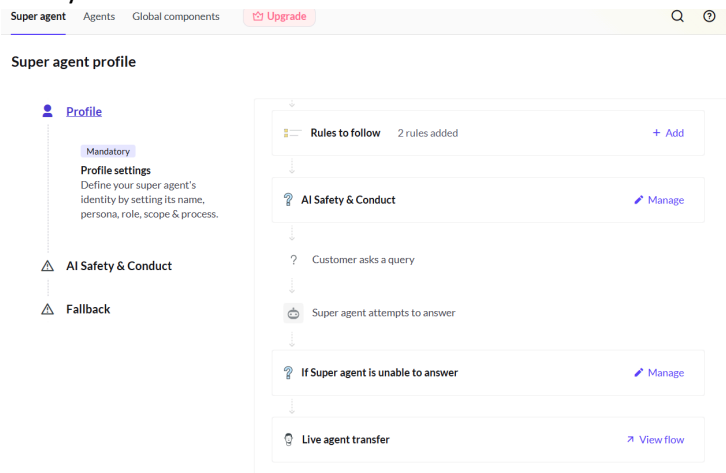 Super agent Agents Global components Upgrade
Super agent profile
Profile
Mandatory
Profile settings
Define your super agent's
identity by setting its name,
persona, role, scope & process.
AI Safety & Conduct
Fallback
Rules to follow 2 rules added + Add
AI Safety & Conduct Manage
Customer asks a query
Super agent attempts to answer
If Super agent is unable to answer Manage
Live agent transfer View flow